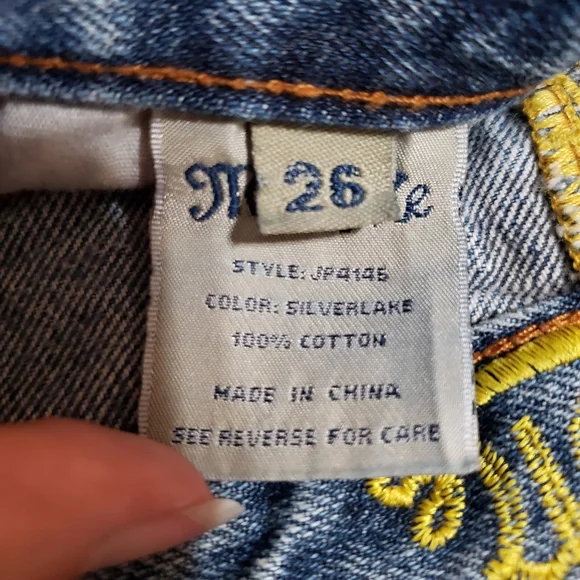 26
STYLE: JP4146
COLOR: SILVERLAKE
100% COTTON
MADE IN CHINA
SEE REVERSE FOR CARE